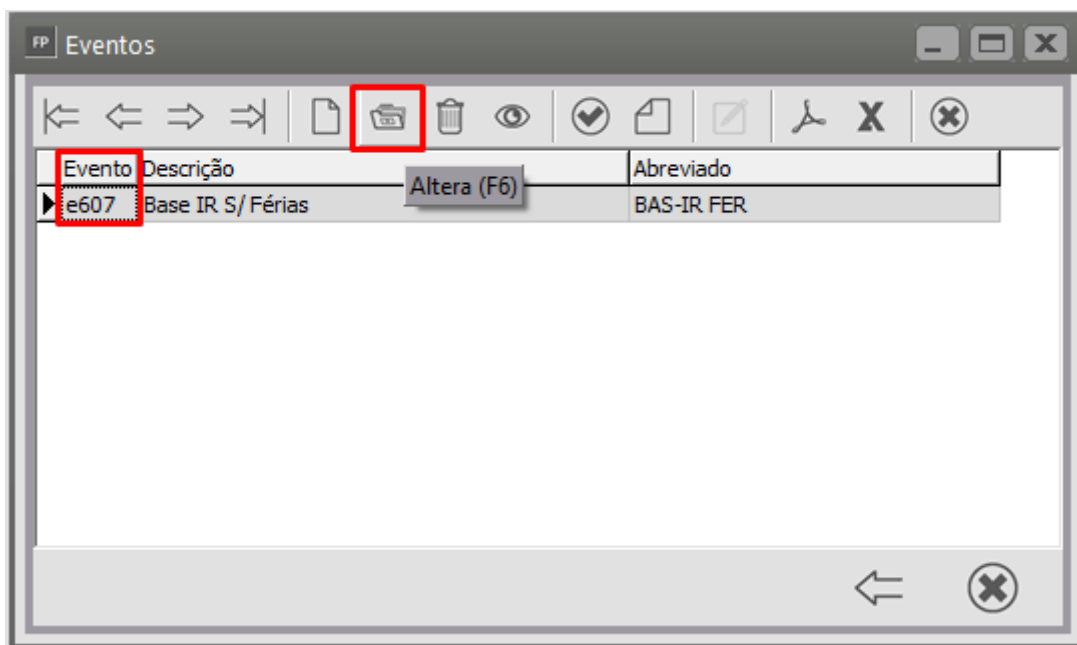 FP Eventos
X
Altera (F6)
Evento Descrição Abreviado
e607 Base IR S/ Férias BAS-IR FER